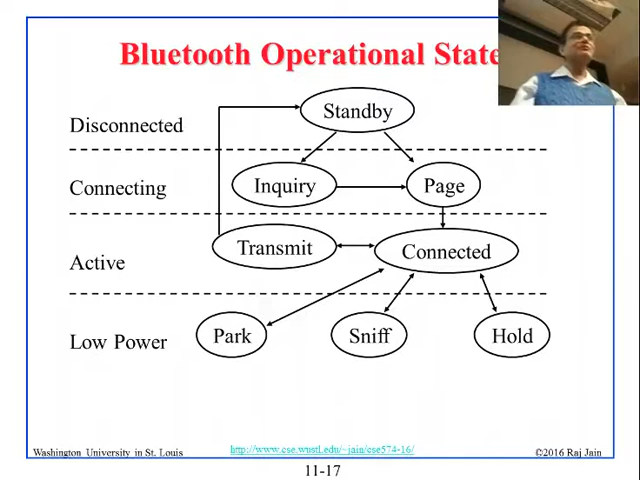 Bluetooth Operational State
Standby
Disconnected
Connecting
Inquiry
Page
Transmit
Connected
Active
Low Power
Park
Sniff
Hold
Washington University in St. Louis
http://www.cse.wustl.edu/~jain/cse574-16/
©2016 Raj Jain
11-17